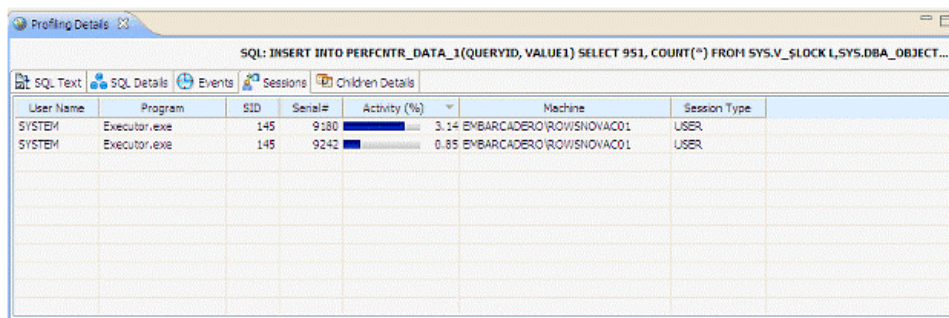 Profiling Details
SQL: INSERT INTO PERFCNTR_DATA_1(QUERYID, VALUE1) SELECT 951, COUNT(*) FROM SYS.V_$LOCK L,SYS.DBA_OBJECT...
SQL Text SQL Details Events Sessions Children Details
User Name Program SID Serial# Activity (%) Machine Session Type
SYSTEM Executor.exe 145 9180 3.14 EMBARCADERO\ROWSNOVAC01 USER
SYSTEM Executor.exe 145 9242 0.85 EMBARCADERO\ROWSNOVAC01 USER